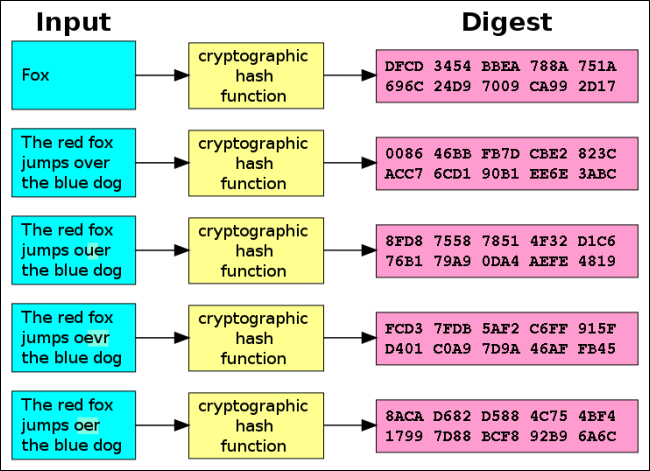 Input
Digest
Fox
cryptographic
hash
function
DFCD 3454 BBEA 788A 751A
696C 24D9 7009 CA99 2D17
The red fox
jumps over
the blue dog
cryptographic
hash
function
0086 46BB FB7D CBE2 823C
ACC7 6CD1 90B1 EE6E 3ABC
The red fox
jumps ouer
the blue dog
cryptographic
hash
function
8FD8 7558 7851 4F32 D1C6
76B1 79A9 0DA4 AEFE 4819
The red fox
jumps oevr
the blue dog
cryptographic
hash
function
FCD3 7FDB 5AF2 C6FF 915F
D401 C0A9 7D9A 46AF FB45
The red fox
jumps oer
the blue dog
cryptographic
hash
function
8ACA D682 D588 4C75 4BF4
1799 7D88 BCF8 92B9 6A6C